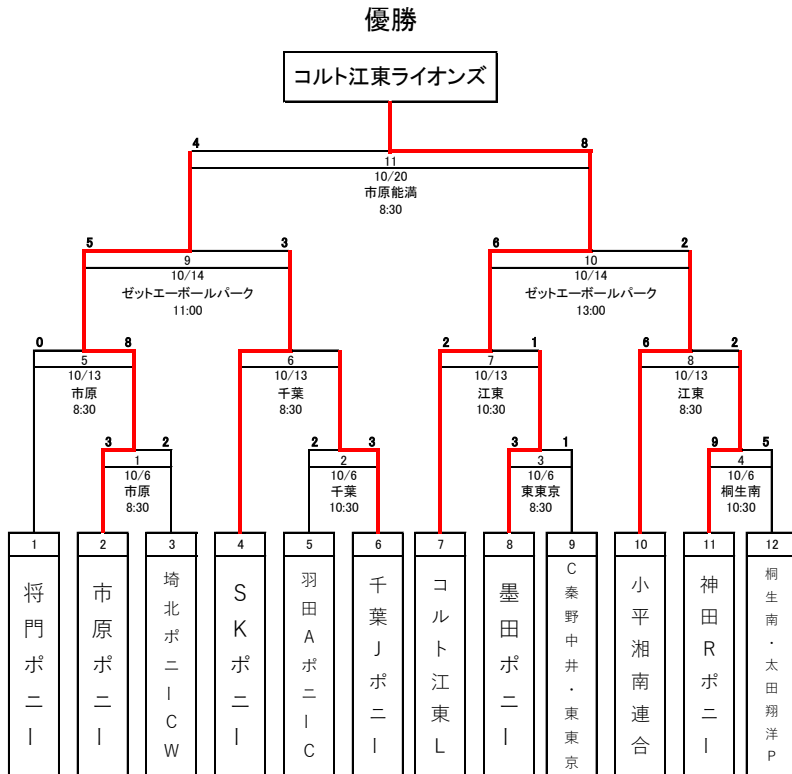 優勝
コルト江東ライオンズ
4 8
11
10/20
市原能満
8:30
5 3 6 2
9 10
10/14 10/14
ゼットエーボールパーク ゼットエーボールパーク
11:00 13:00
0 8 2 1 6 2
5 6 7 8
10/13 10/13 10/13 10/13
市原 千葉 江東 江東
8:30 8:30 10:30 8:30
3 2 2 3 3 1 9 5
1 2 3 4
10/6 10/6 10/6 10/6
市原 千葉 東東京 桐生南
8:30 10:30 8:30 10:30
1 2 3 4 5 6 7 8 9 10 11 12
将門ポニー
市原ポニー
埼北ポニーCW
SKポニー
羽田AポニーC
千葉Jポニー
コルト江東L
墨田ポニー
C秦野中井・東東京
小平湘南連合
神田Rポニー
桐生南・太田翔洋P